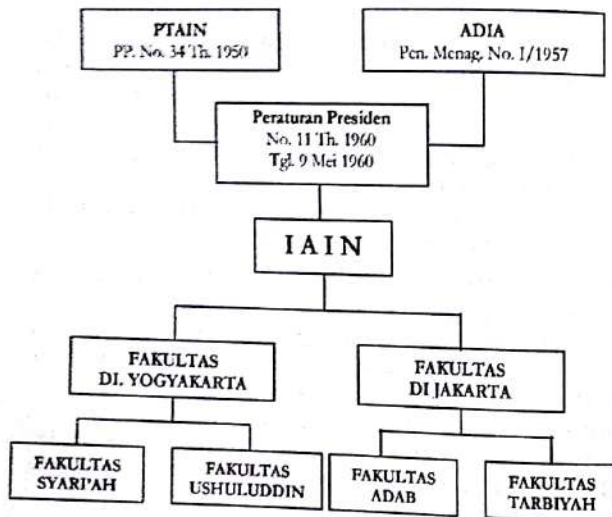 PTAIN
PP. No. 34 Th. 1950
ADIA
Pen. Menag. No. 1/1957
Peraturan Presiden
No. 11 Th. 1960
Tgl. 9 Mei 1960
IAIN
FAKULTAS
DI. YOGYAKARTA
FAKULTAS
DI JAKARTA
FAKULTAS
SYARI'AH
FAKULTAS
USHULUDDIN
FAKULTAS
ADAB
FAKULTAS
TARBIYAH